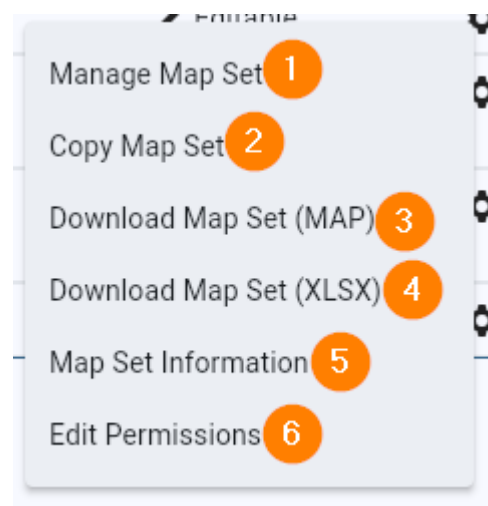 Editable
Manage Map Set 1
Copy Map Set 2
Download Map Set (MAP) 3
Download Map Set (XLSX) 4
Map Set Information 5
Edit Permissions 6